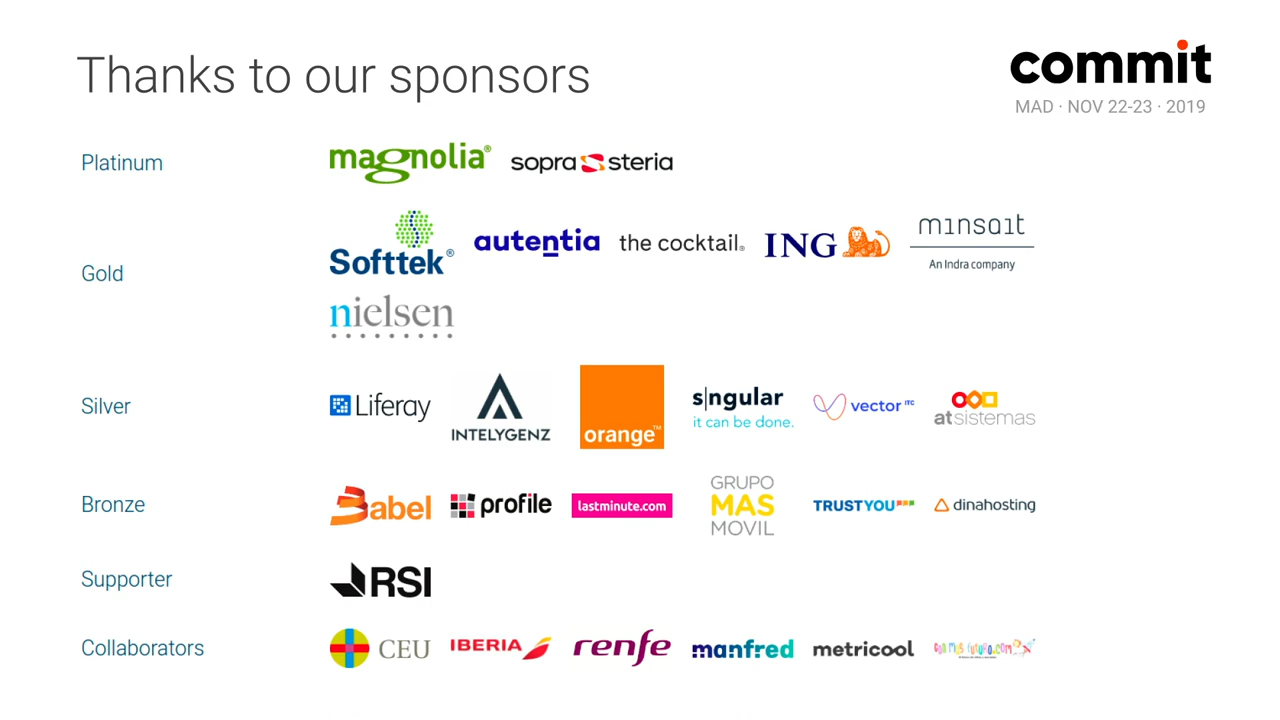 Thanks to our sponsors
commit
MAD · NOV 22-23 · 2019
Platinum
magnolia®
sopra steria
Gold
Softtek®
autentia
the cocktail®
ING
minsait
An Indra company
nielsen
Silver
Liferay
INTELYGENZ
orange™
s|ngular
it can be done.
vector ITC
atsistemas
Bronze
Babel
profile
lastminute.com
GRUPO
MAS
MOVIL
TRUSTYOU
dinahosting
Supporter
RSI
Collaborators
CEU
IBERIA
renfe
manfred
metricool